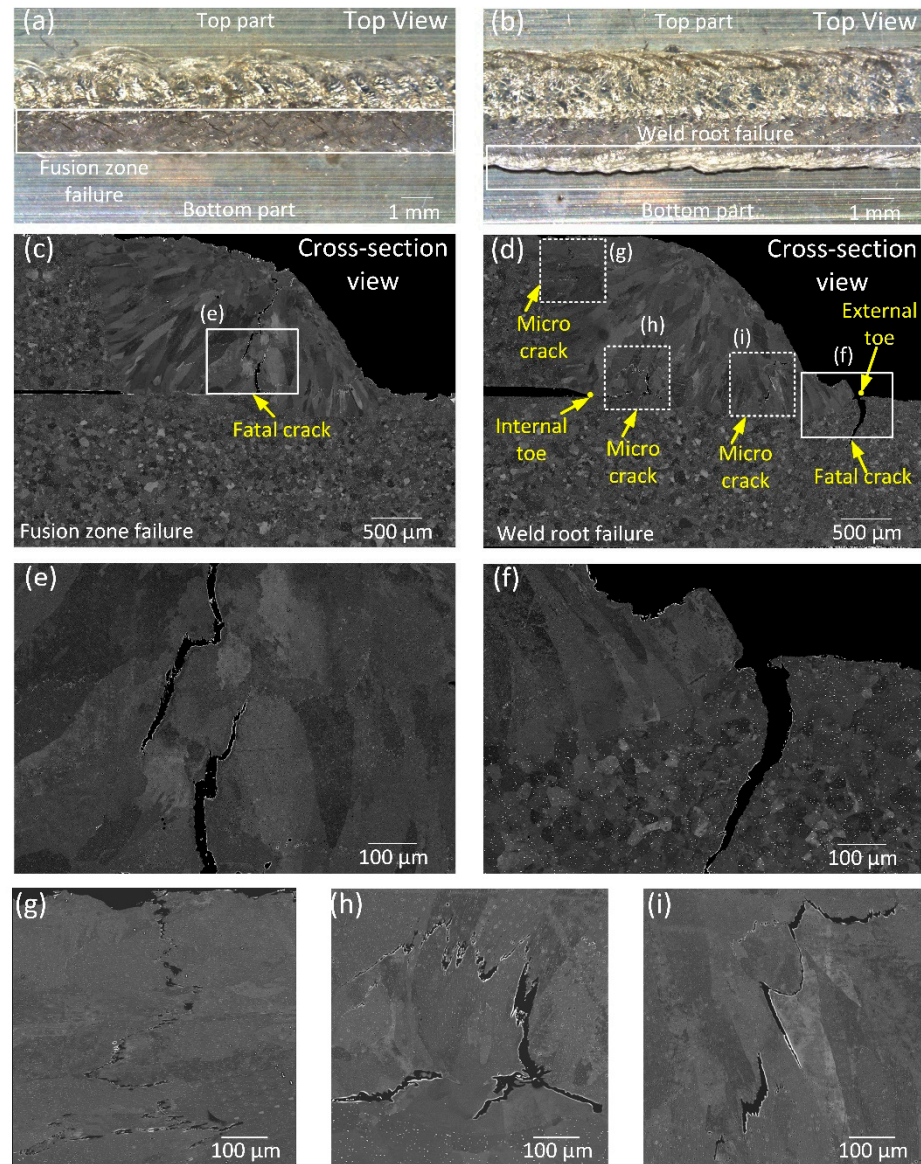 (a)
Top part
Top View
Fusion zone
failure
Bottom part
1 mm
(b)
Top part
Top View
Weld root failure
Bottom part
1 mm
(c)
Cross-section
view
(e)
Fatal crack
Fusion zone failure
500 µm
(d)
(g)
Cross-section
view
Micro
crack
(h)
(i)
External
toe
(f)
Internal
toe
Micro
crack
Micro
crack
Fatal crack
Weld root failure
500 µm
(e)
100 µm
(f)
100 µm
(g)
100 µm
(h)
100 µm
(i)
100 µm